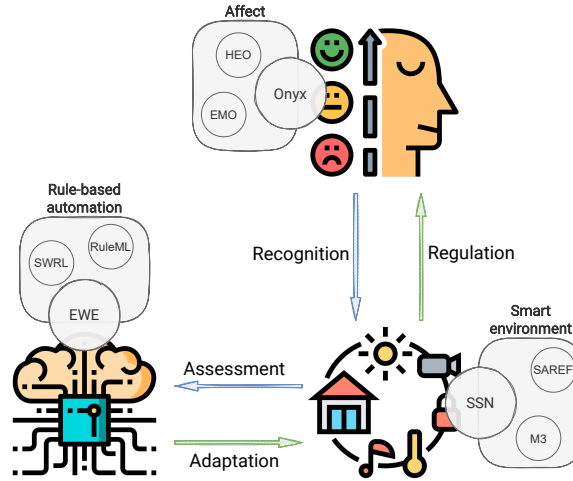 Affect
HEO
Onyx
EMO
Rule-based
automation
RuleML
SWRL
EWE
Recognition
Regulation
Smart
environment
SAREF
SSN
M3
Assessment
Adaptation